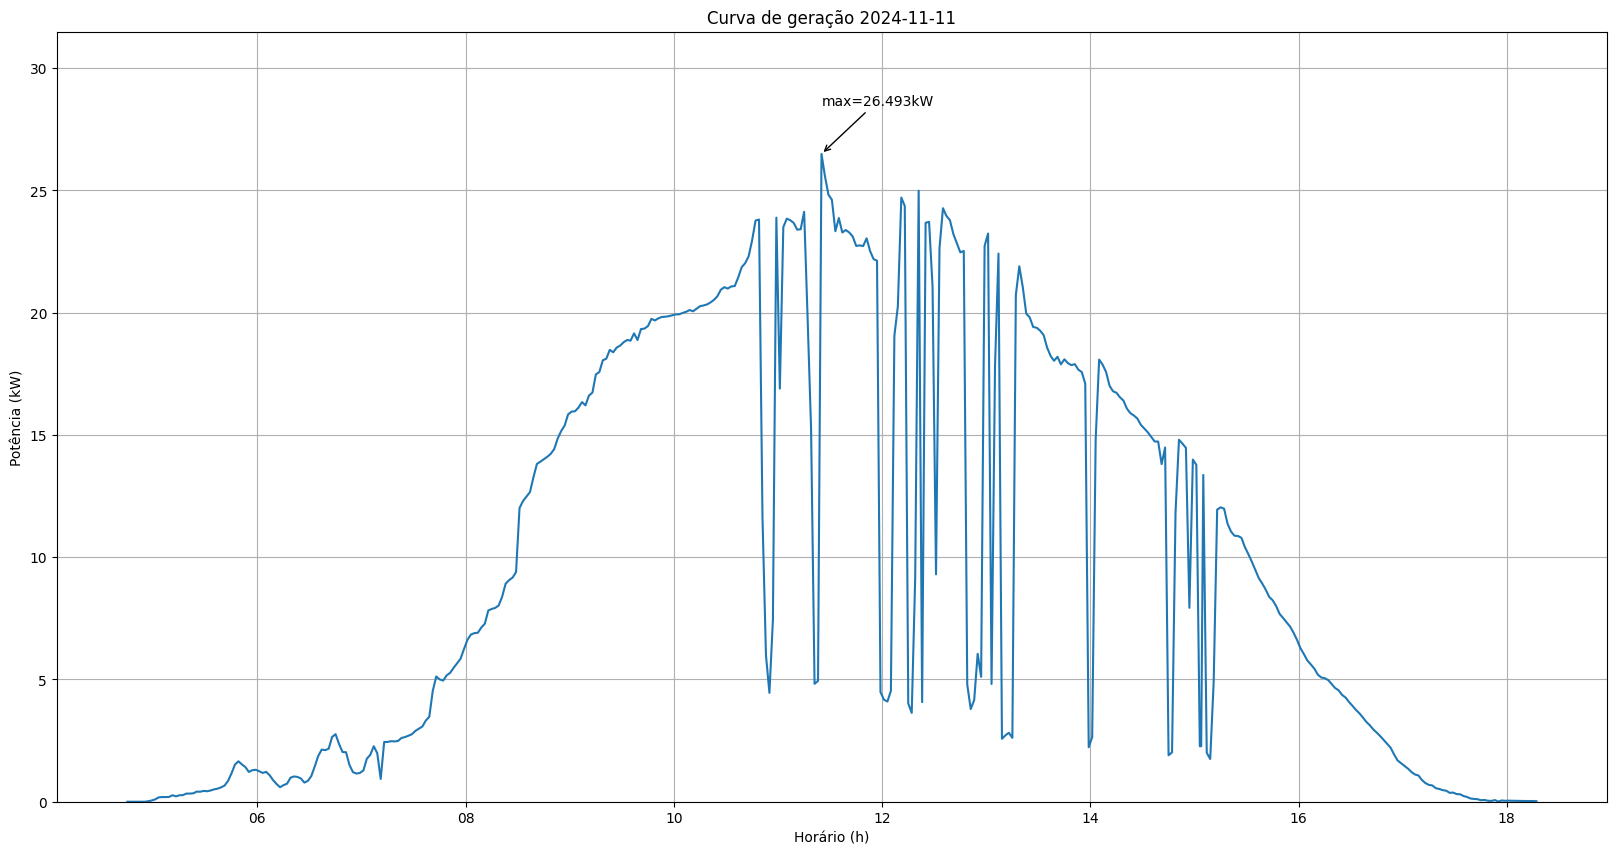 Curva de geração 2024-11-11
30
25
20
15
10
5
0
max=26.493kW
Potência (kW)
06 08 10 12 14 16 18
Horário (h)